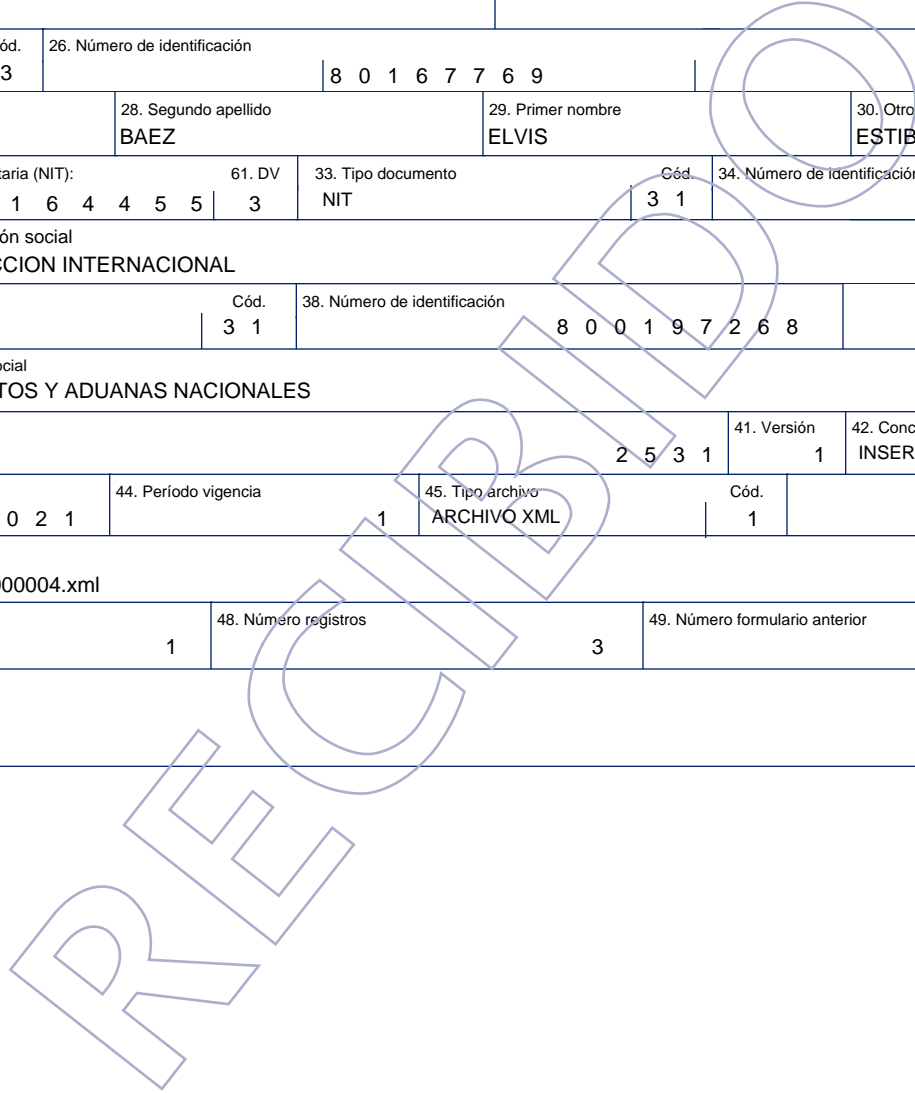 ód. 26. Número de identificación
3 8 0 1 6 7 7 6 9
28. Segundo apellido 29. Primer nombre 30. Otro
BAEZ ELVIS ESTIB
taria (NIT): 61. DV 33. Tipo documento Cód. 34. Número de identificación
1 6 4 4 5 5 3 NIT 3 1
ón social
CCION INTERNACIONAL
Cód. 38. Número de identificación
3 1 8 0 0 1 9 7 2 6 8
ocial
TOS Y ADUANAS NACIONALES
41. Versión 42. Conc
2 5 3 1 1 INSER
44. Período vigencia 45. Tipo archivo Cód.
0 2 1 1 ARCHIVO XML 1
000004.xml
48. Número registros 49. Número formulario anterior
1 3
RECIBIDO